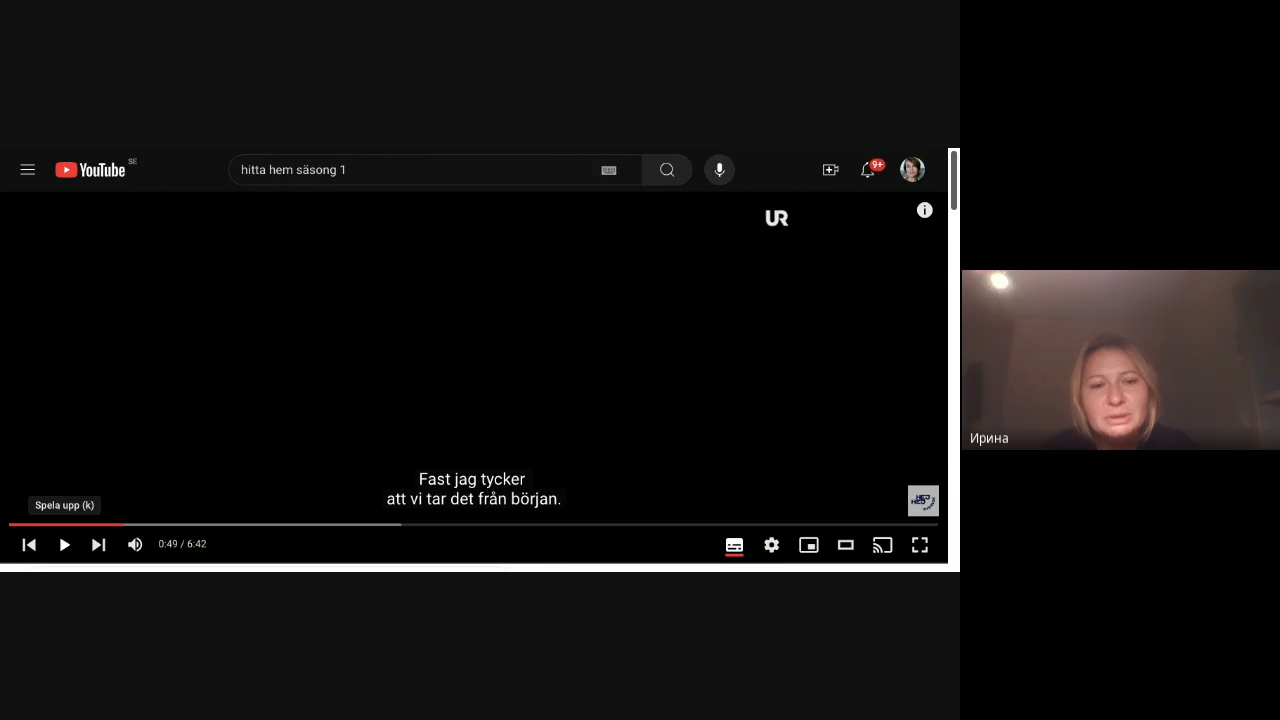 YouTube SE
hitta hem säsong 1
9+
UR
Fast jag tycker
att vi tar det från början.
Spela upp (k)
0:49 / 6:42
Ирина